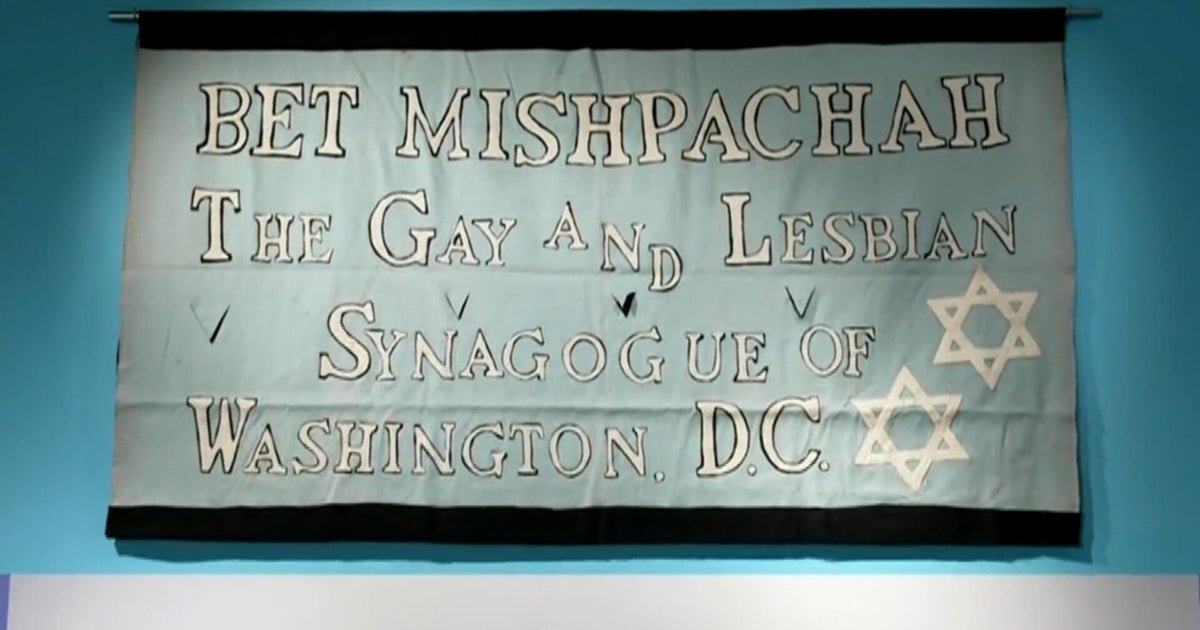 BET MISHPACHAH
THE GAY AND LESBIAN
SYNAGOGUE OF
WASHINGTON, D.C.